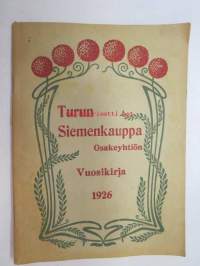 Turun
Siemenkauppa
Osakeyhtiön
Vuosikirja
1926